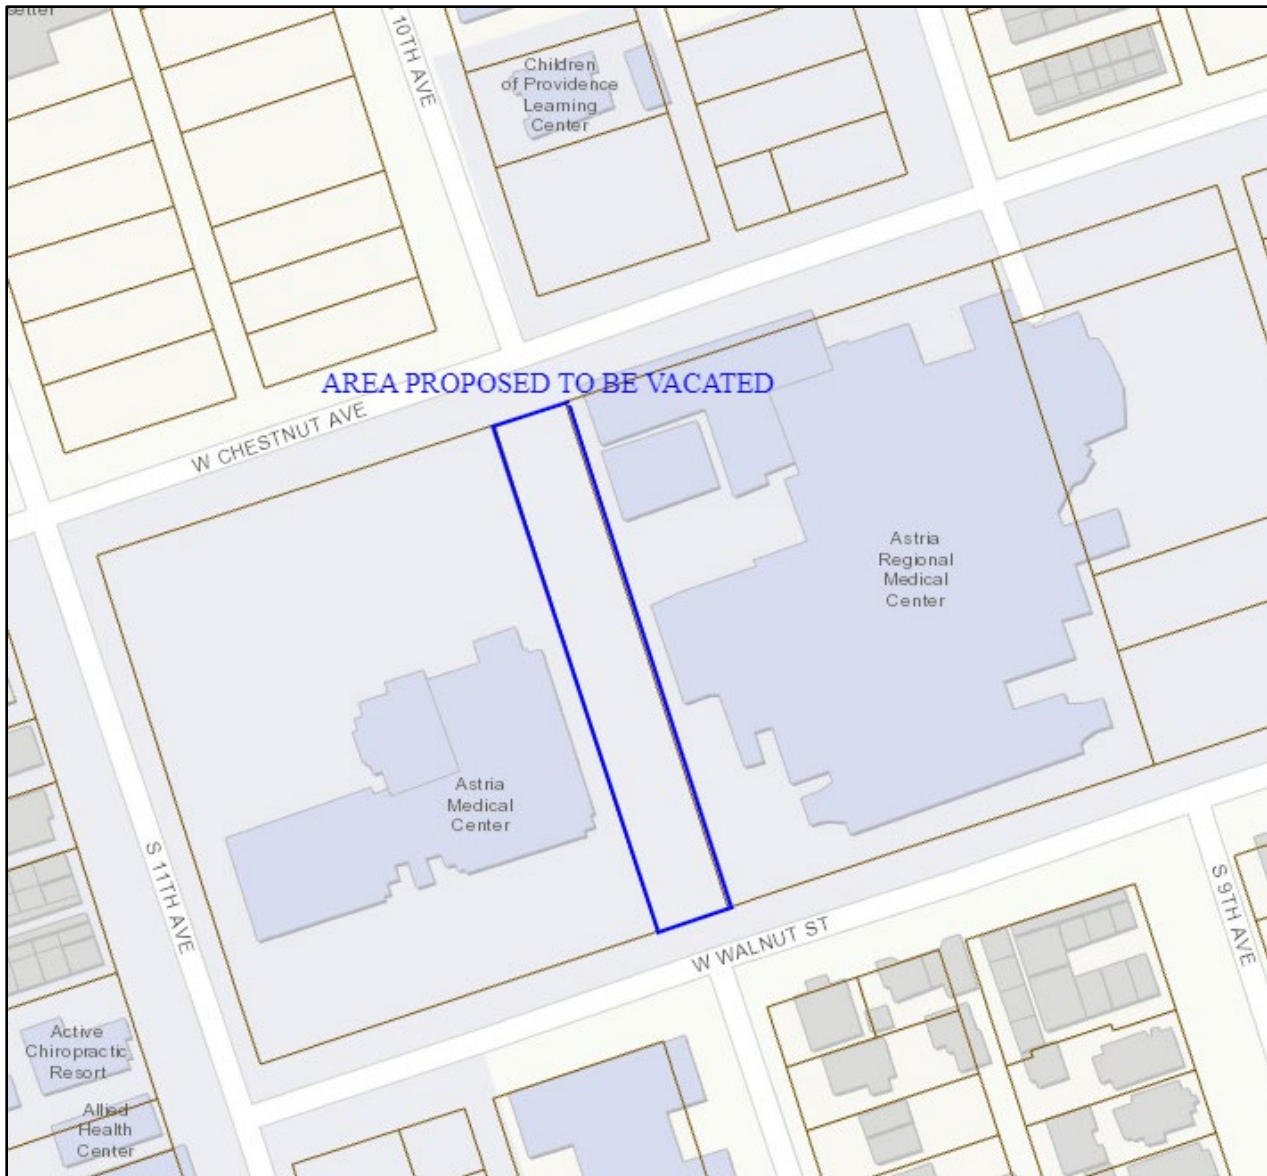 10TH AVE
Children
of Providence
Learning
Center
AREA PROPOSED TO BE VACATED
W CHESTNUT AVE
Astria
Regional
Medical
Center
Astria
Medical
Center
S 11TH AVE
W WALNUT ST
S 9TH AVE
Active
Chiropractic
Resort
Allied
Health
Center